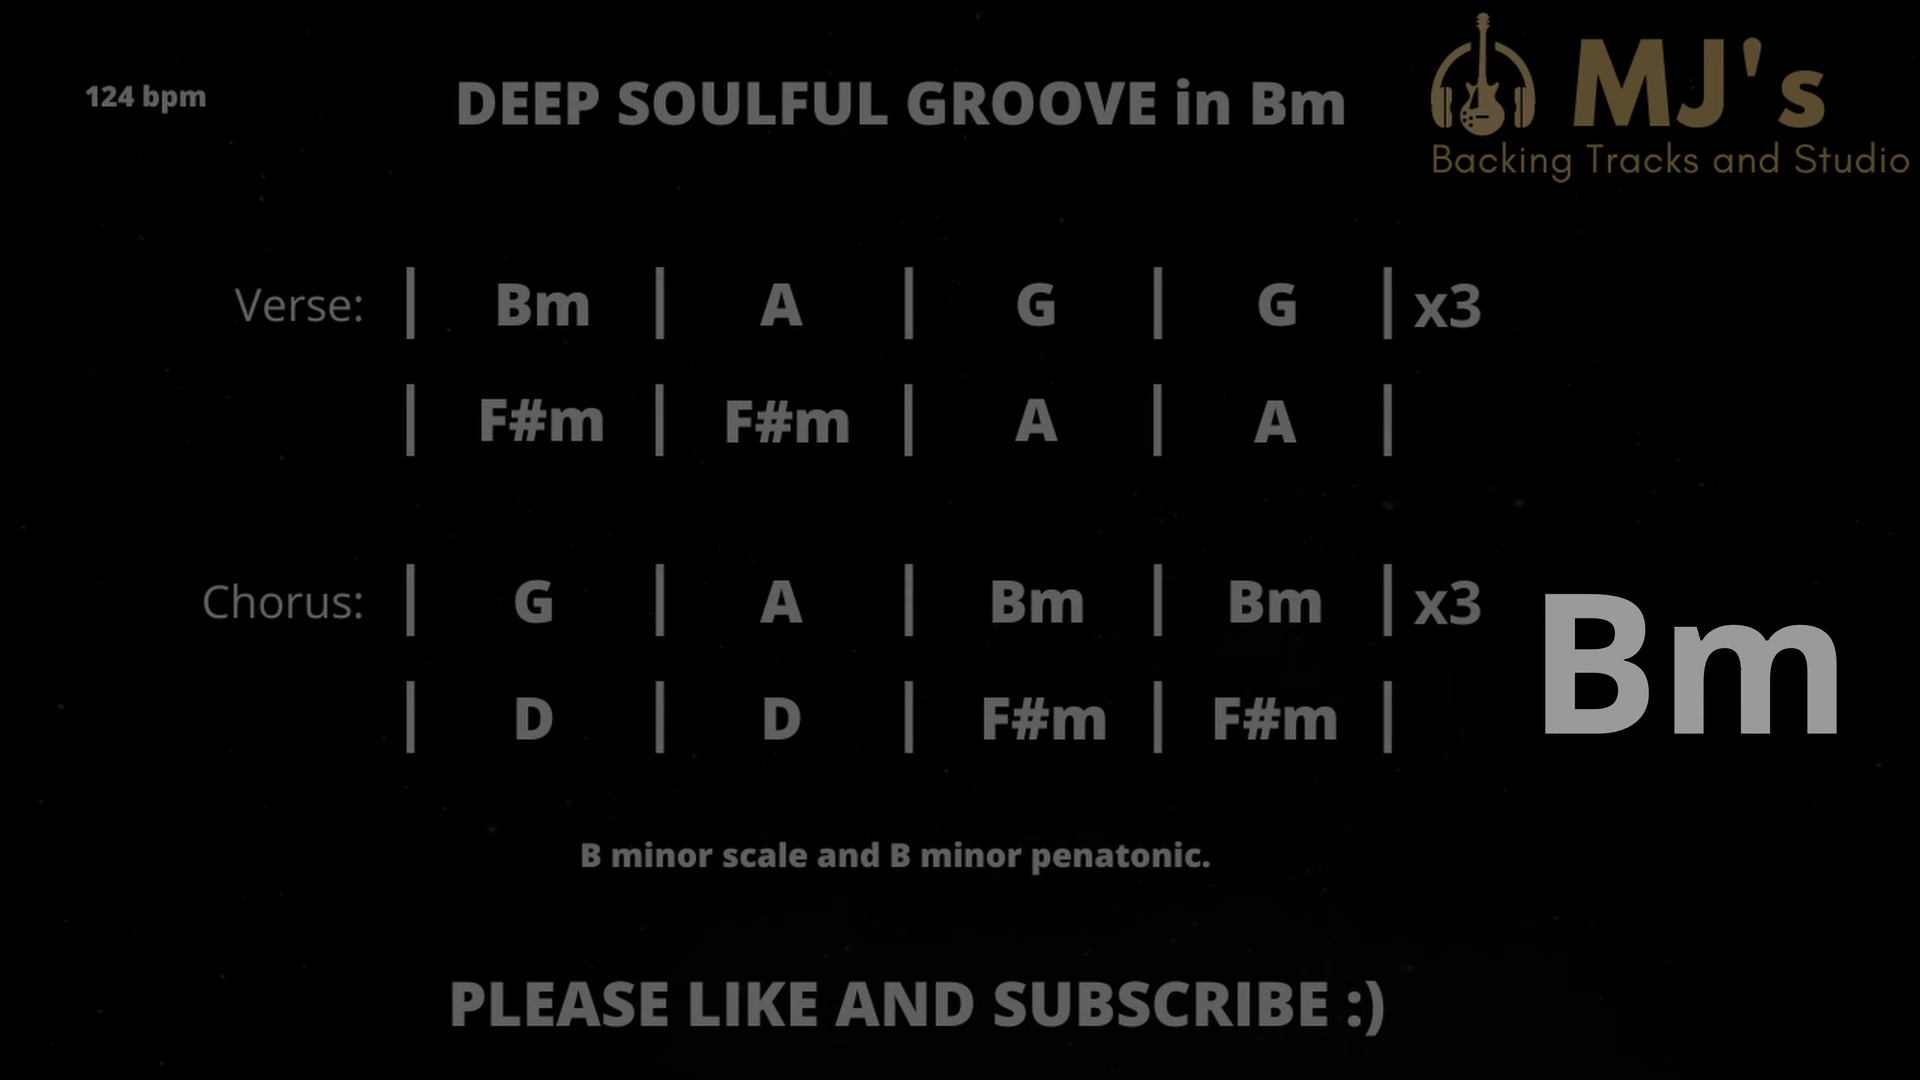 124 bpm
DEEP SOULFUL GROOVE in Bm
MJ's
Backing Tracks and Studio
Verse: | Bm | A | G | G | x3
| F#m | F#m | A | A |
Chorus: | G | A | Bm | Bm | x3
| D | D | F#m | F#m |
Bm
B minor scale and B minor penatonic.
PLEASE LIKE AND SUBSCRIBE :)